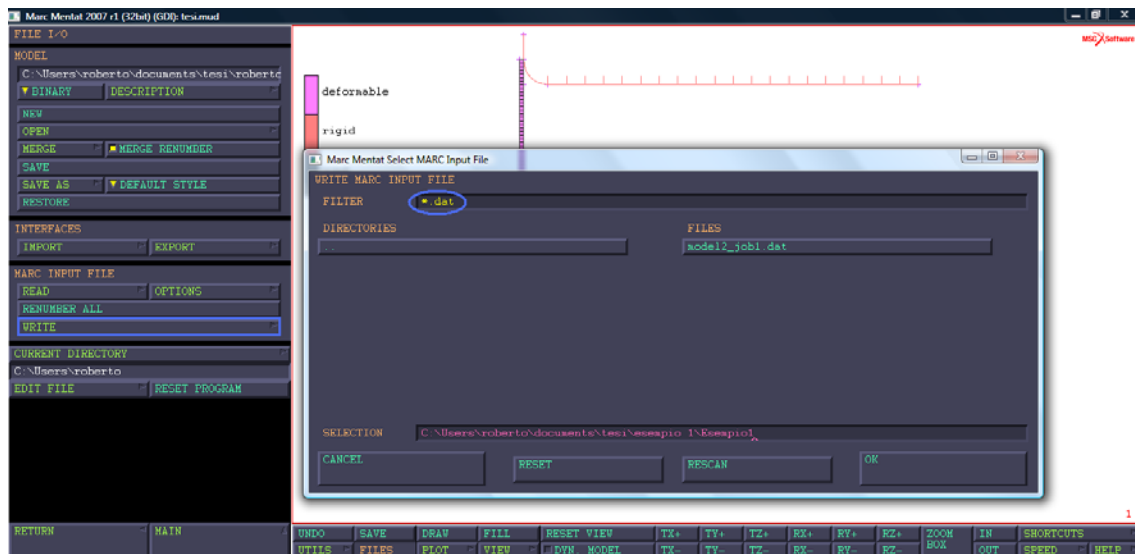 Marc Mentat 2007 r1 (32bit) (GDI): tesi.mud
FILE I/O
MODEL
C:\Users\roberto\documents\tesi\roberto
BINARY DESCRIPTION
NEW
OPEN
MERGE MERGE RENUMBER
SAVE
SAVE AS DEFAULT STYLE
RESTORE
INTERFACES
IMPORT EXPORT
MARC INPUT FILE
READ OPTIONS
RENUMBER ALL
WRITE
CURRENT DIRECTORY
C:\Users\roberto
EDIT FILE RESET PROGRAM
RETURN MAIN
MSC Software
deformable
rigid
Marc Mentat Select MARC Input File
WRITE MARC INPUT FILE
FILTER *.dat
DIRECTORIES FILES
.. model2_job1.dat
SELECTION C:\Users\roberto\documents\tesi\esempio 1\Esempio1_
CANCEL RESET RESCAN OK
1
UNDO SAVE DRAW FILL RESET VIEW TX+ TY+ TZ+ RX+ RY+ RZ+ ZOOM BOX IN SHORTCUTS
UTILS FILES PLOT VIEW DYN. MODEL TX- TY- TZ- RX- RY- RZ- OUT SPEED HELP